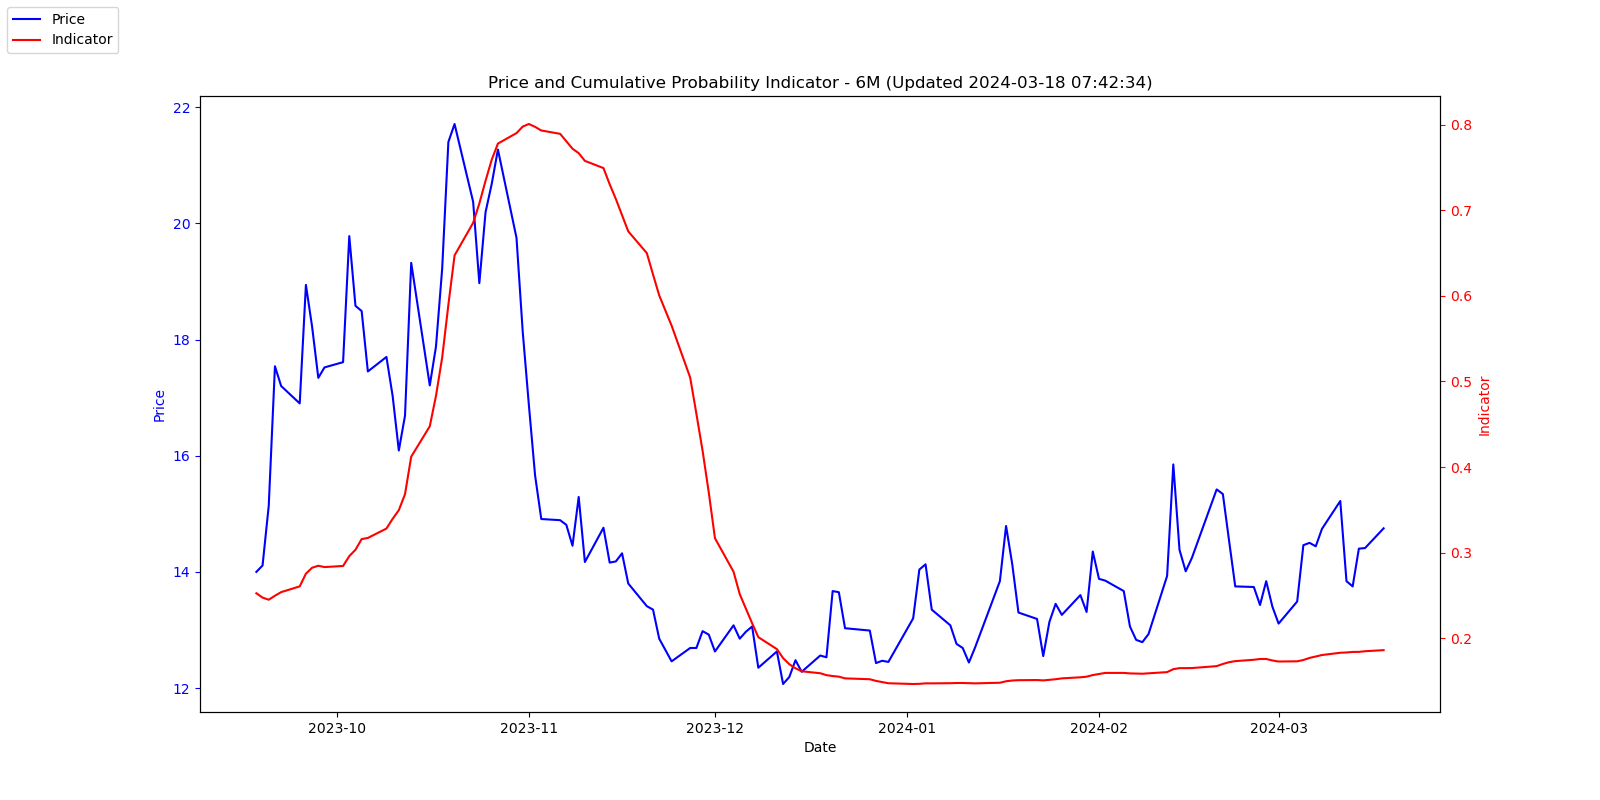 Price
Indicator
Price and Cumulative Probability Indicator - 6M (Updated 2024-03-18 07:42:34)
22
20
18
16
14
12
Price
0.8
0.7
0.6
0.5
0.4
0.3
0.2
Indicator
2023-10 2023-11 2023-12 2024-01 2024-02 2024-03
Date